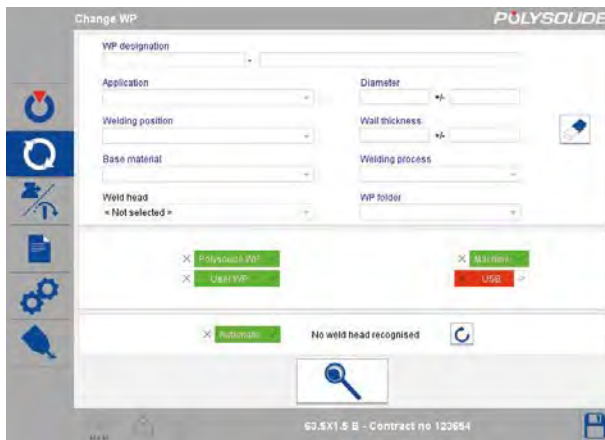 Change WP
POLYSOUDE
WP designation
-
Application
Diameter
+/-
Welding position
Wall thickness
+/-
Base material
Welding process
Weld head
WP folder
< Not selected >
Polysoude WP
Machine
User WP
USB
Automatic
No weld head recognised
63.5X1.5 B - Contract no 123654